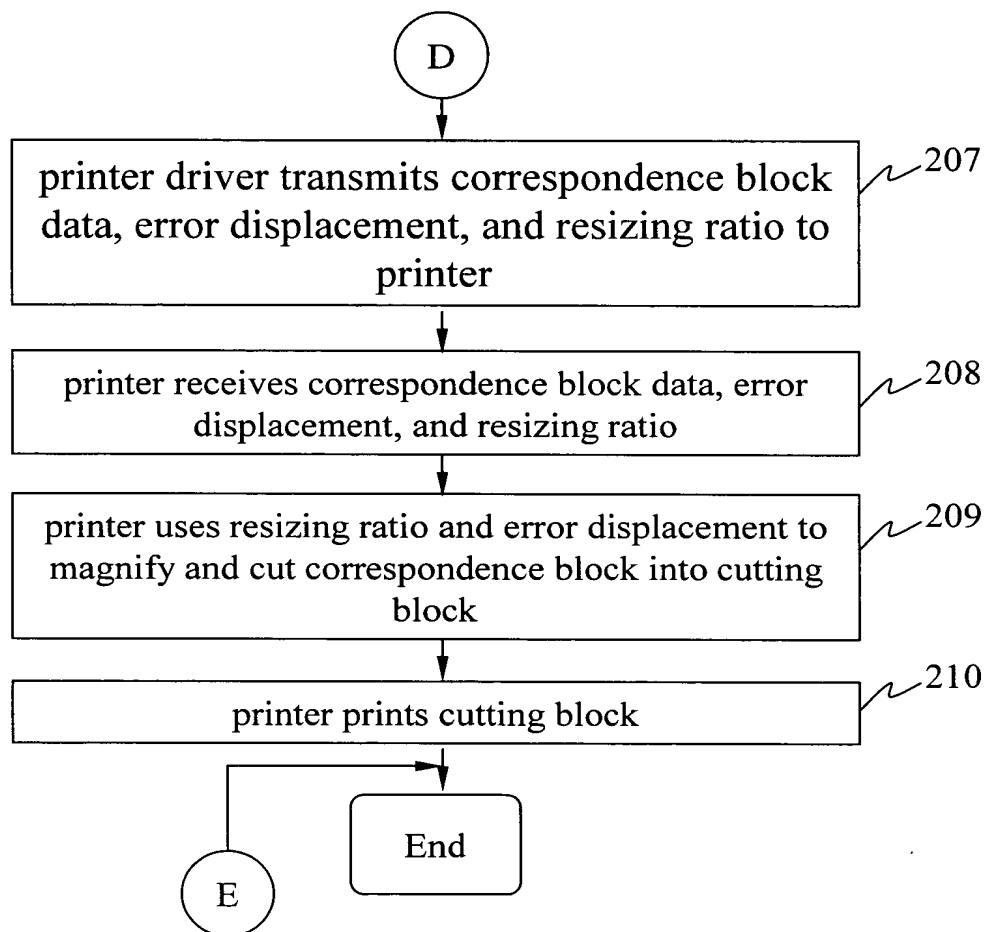 D
printer driver transmits correspondence block
data, error displacement, and resizing ratio to
printer
207
printer receives correspondence block data, error
displacement, and resizing ratio
208
printer uses resizing ratio and error displacement to
magnify and cut correspondence block into cutting
block
209
printer prints cutting block
210
End
E